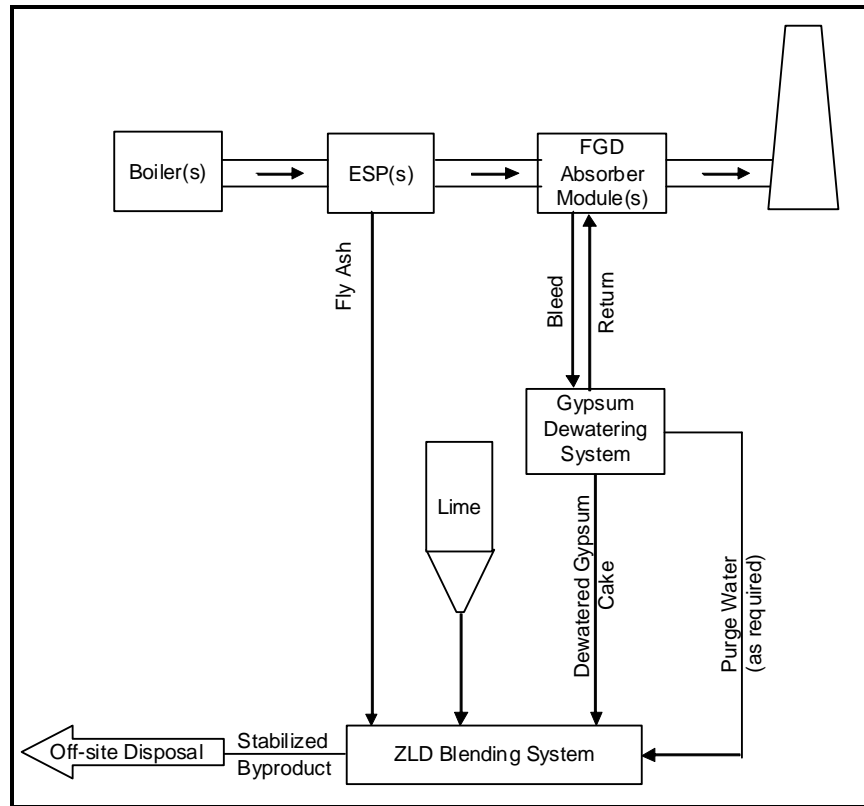 Boiler(s)
ESP(s)
FGD
Absorber
Module(s)
Fly Ash
Bleed
Return
Gypsum
Dewatering
System
Lime
Dewatered Gypsum
Cake
Purge Water
(as required)
Off-site Disposal
Stabilized
Byproduct
ZLD Blending System